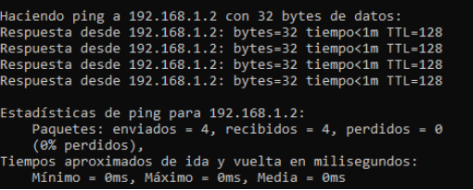 Haciendo ping a 192.168.1.2 con 32 bytes de datos:
Respuesta desde 192.168.1.2: bytes=32 tiempo<1m TTL=128
Respuesta desde 192.168.1.2: bytes=32 tiempo<1m TTL=128
Respuesta desde 192.168.1.2: bytes=32 tiempo<1m TTL=128
Respuesta desde 192.168.1.2: bytes=32 tiempo<1m TTL=128

Estadísticas de ping para 192.168.1.2:
    Paquetes: enviados = 4, recibidos = 4, perdidos = 0
    (0% perdidos),
Tiempos aproximados de ida y vuelta en milisegundos:
    Mínimo = 0ms, Máximo = 0ms, Media = 0ms